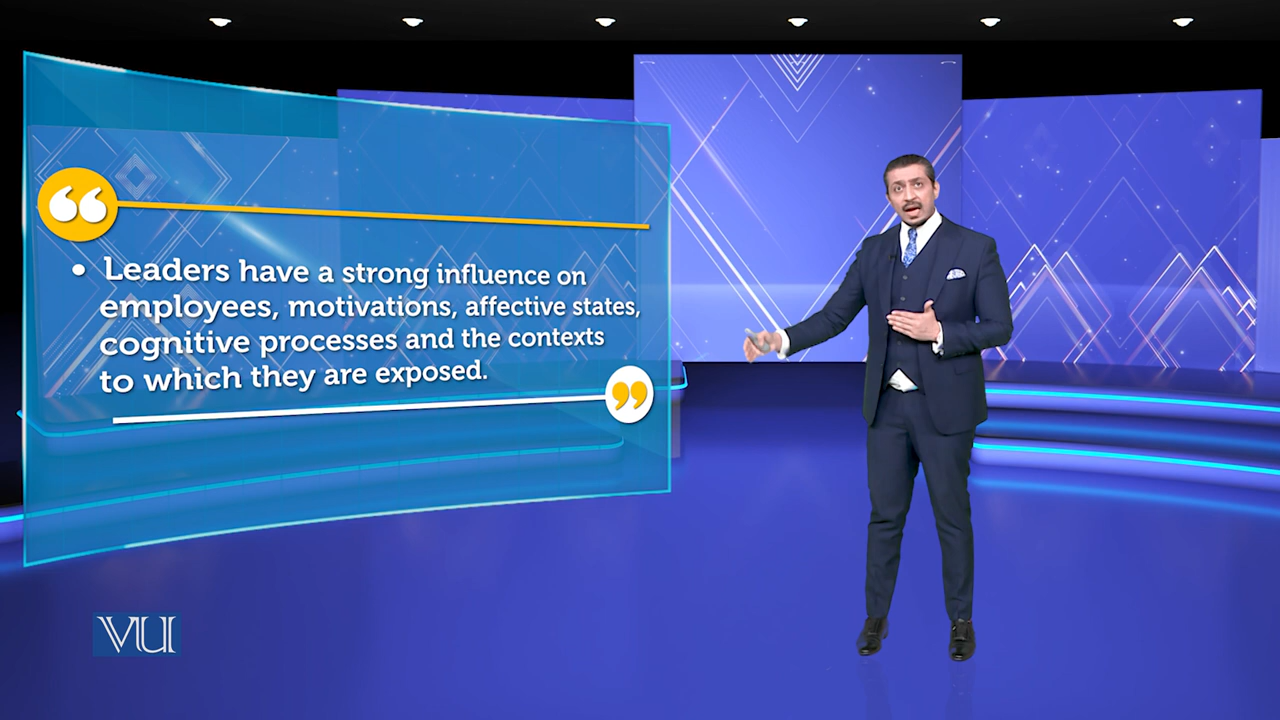 • Leaders have a strong influence on
employees, motivations, affective states,
cognitive processes and the contexts
to which they are exposed.
VU